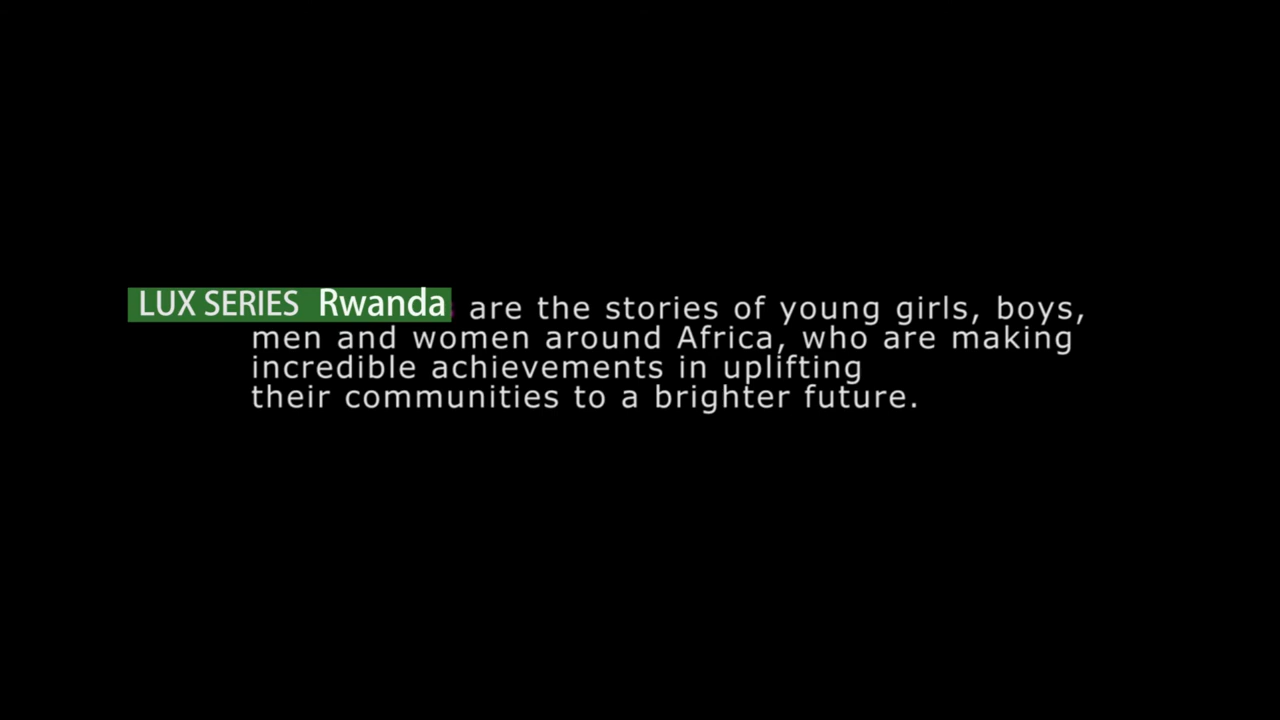 LUX SERIES Rwanda are the stories of young girls, boys,
men and women around Africa, who are making
incredible achievements in uplifting
their communities to a brighter future.